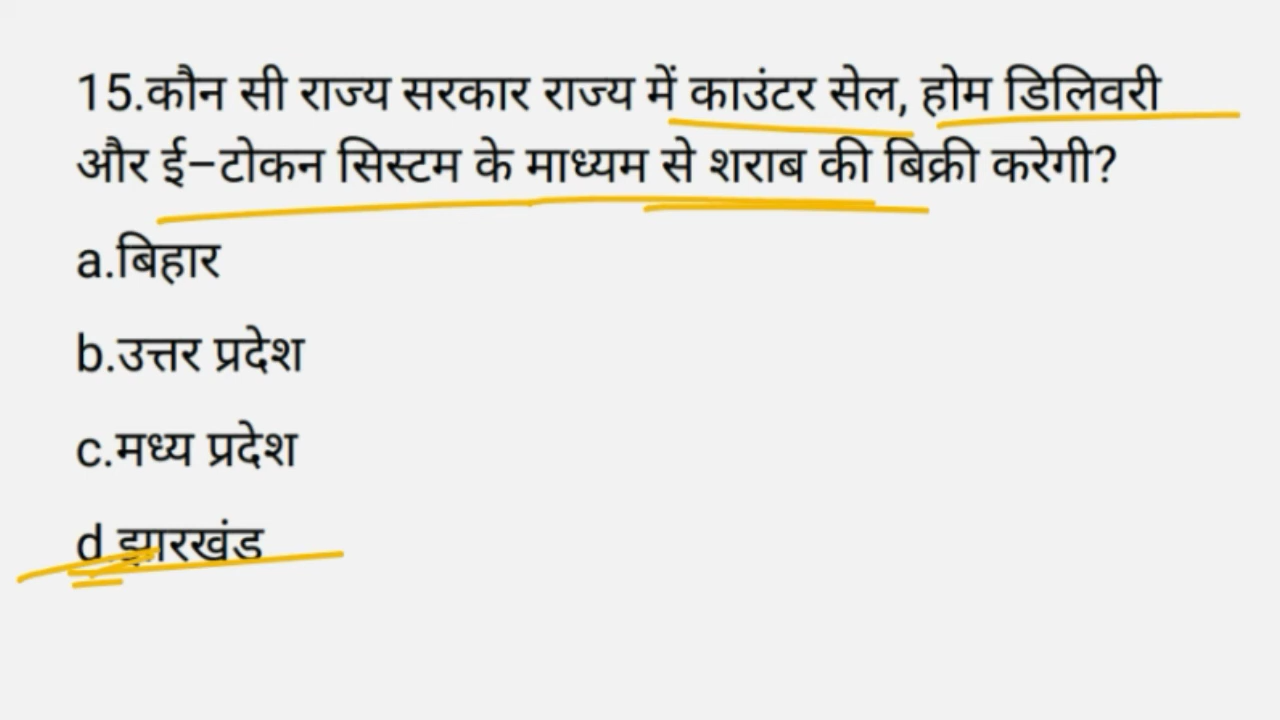 15.कौन सी राज्य सरकार राज्य में काउंटर सेल, होम डिलिवरी
और ई-टोकन सिस्टम के माध्यम से शराब की बिक्री करेगी?
a.बिहार
b.उत्तर प्रदेश
c.मध्य प्रदेश
d.झारखंड